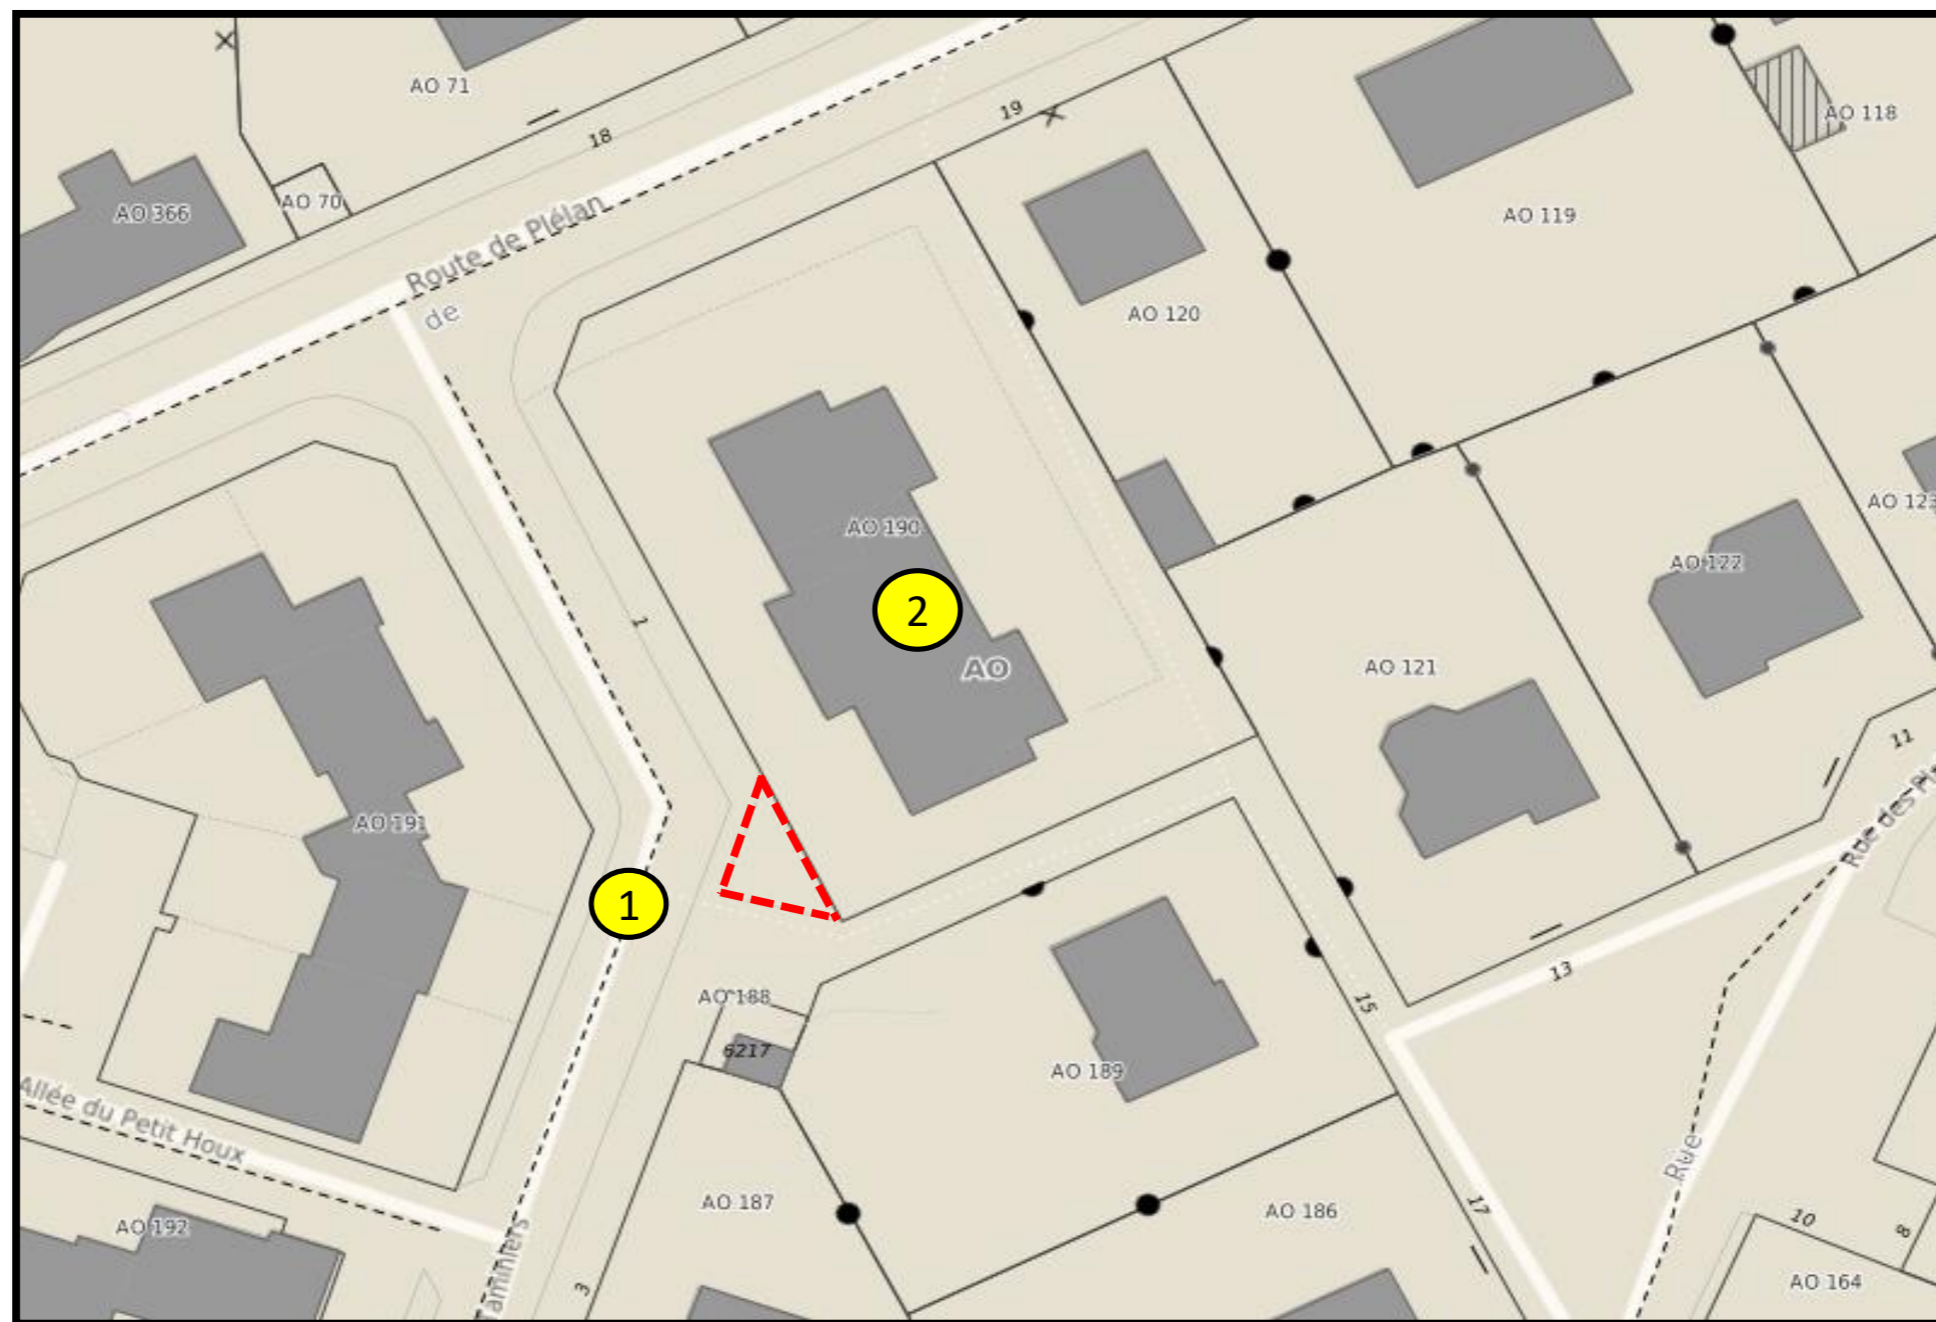 AO 71
18
19
AO 118
AO 366
AO 70
Route de Plélan
de
AO 119
AO 120
AO 190
AO 123
AO 122
2
1
AO
AO 121
11
AO 191
1
Rue des
13
AO 188
15
6217
AO 189
Allée du Petit Houx
Rue
AO 187
AO 186
17
10
8
AO 192
3
AO 164